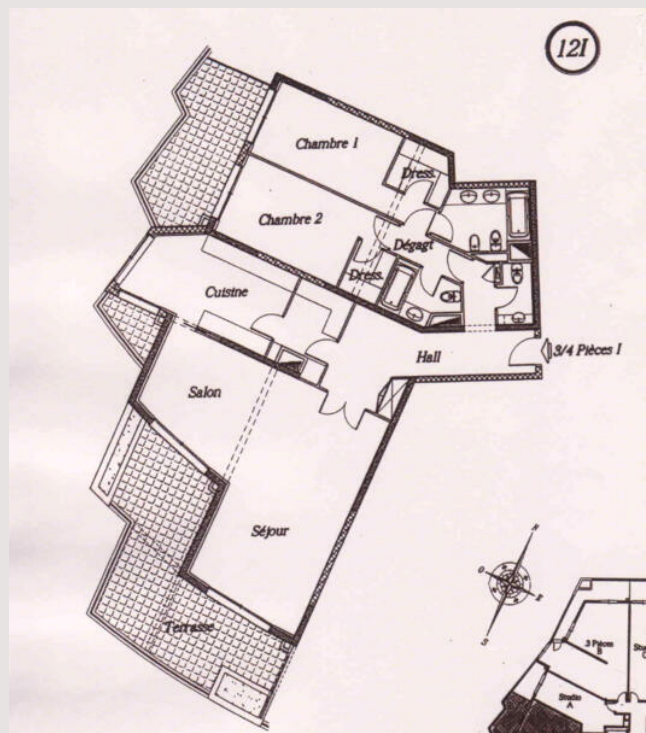 12I
Chambre 1
Dress.
Chambre 2
Dégagt
Dress.
Cuisine
Hall
3/4 Pièces I
Salon
Séjour
Terrasse
N
O
E
S
3 Pièces
B
Studio
A